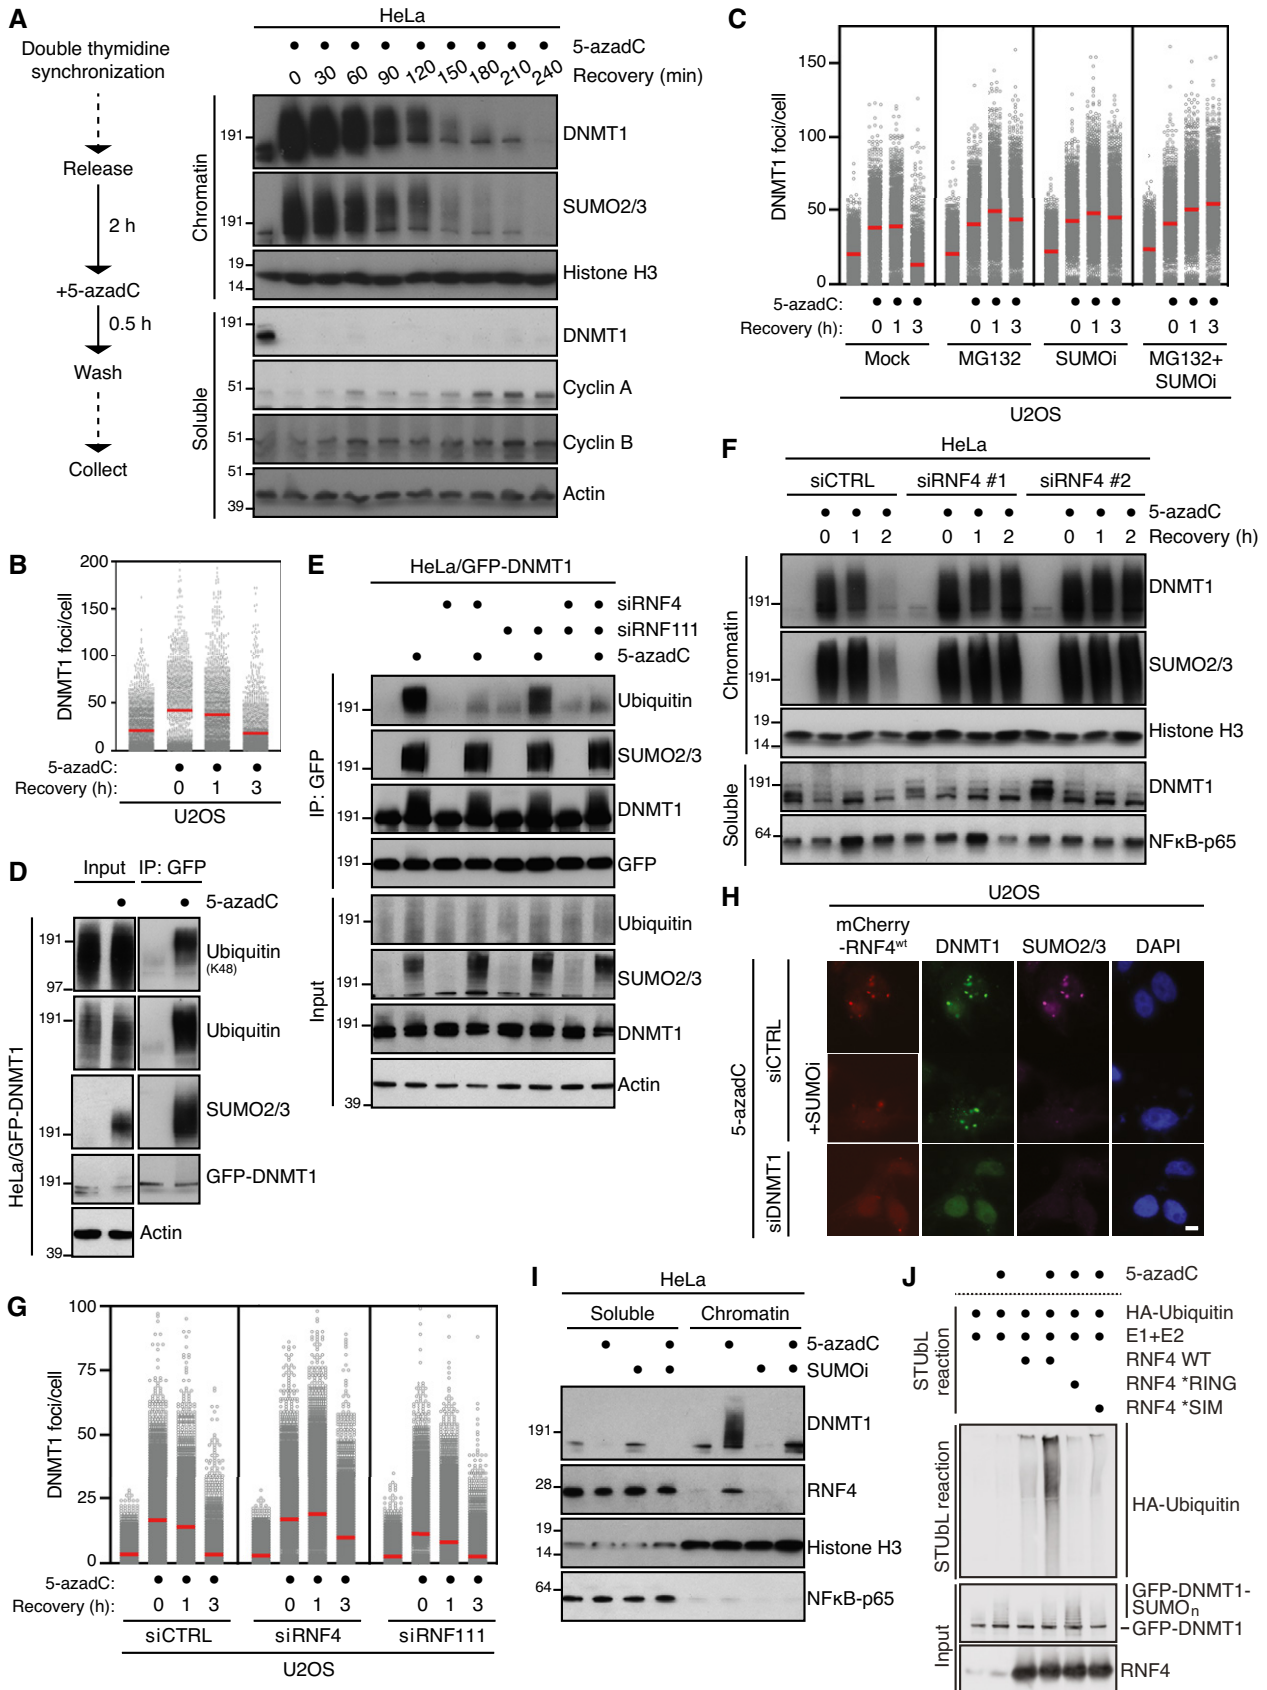 A
HeLa
Double thymidine
synchronization
Release
2 h
+5-azadC
0.5 h
Wash
Collect
5-azadC
0 30 60 90 120 150 180 210 240
Recovery (min)
Chromatin
191
DNMT1
191
SUMO2/3
19
14
Histone H3
Soluble
191
DNMT1
51
Cyclin A
51
Cyclin B
51
39
Actin
B
DNMT1 foci/cell
200
150
100
50
0
5-azadC:
Recovery (h): 0 1 3
U2OS
C
DNMT1 foci/cell
150
100
50
0
5-azadC:
Recovery (h): 0 1 3 0 1 3 0 1 3 0 1 3
Mock MG132 SUMOi MG132+
SUMOi
U2OS
D
Input IP: GFP
5-azadC
HeLa/GFP-DNMT1
191
97
Ubiquitin
(K48)
191
Ubiquitin
191
SUMO2/3
191
GFP-DNMT1
39
Actin
E
HeLa/GFP-DNMT1
siRNF4
siRNF111
5-azadC
IP: GFP
191
Ubiquitin
191
SUMO2/3
191
DNMT1
191
GFP
Input
Ubiquitin
SUMO2/3
191
DNMT1
39
Actin
F
HeLa
siCTRL siRNF4 #1 siRNF4 #2
5-azadC
0 1 2 0 1 2 0 1 2 Recovery (h)
Chromatin
191
DNMT1
191
SUMO2/3
19
14
Histone H3
Soluble
191
DNMT1
64
NFκB-p65
G
DNMT1 foci/cell
100
75
50
25
0
5-azadC:
Recovery (h): 0 1 3 0 1 3 0 1 3
siCTRL siRNF4 siRNF111
U2OS
H
U2OS
mCherry
-RNF4wt DNMT1 SUMO2/3 DAPI
5-azadC
siCTRL
+SUMOi
siDNMT1
I
HeLa
Soluble Chromatin
5-azadC
SUMOi
191
DNMT1
28
RNF4
19
14
Histone H3
64
NFκB-p65
J
5-azadC
STUbL
reaction
HA-Ubiquitin
E1+E2
RNF4 WT
RNF4 *RING
RNF4 *SIM
STUbL reaction
HA-Ubiquitin
Input
GFP-DNMT1-
SUMOn
GFP-DNMT1
RNF4